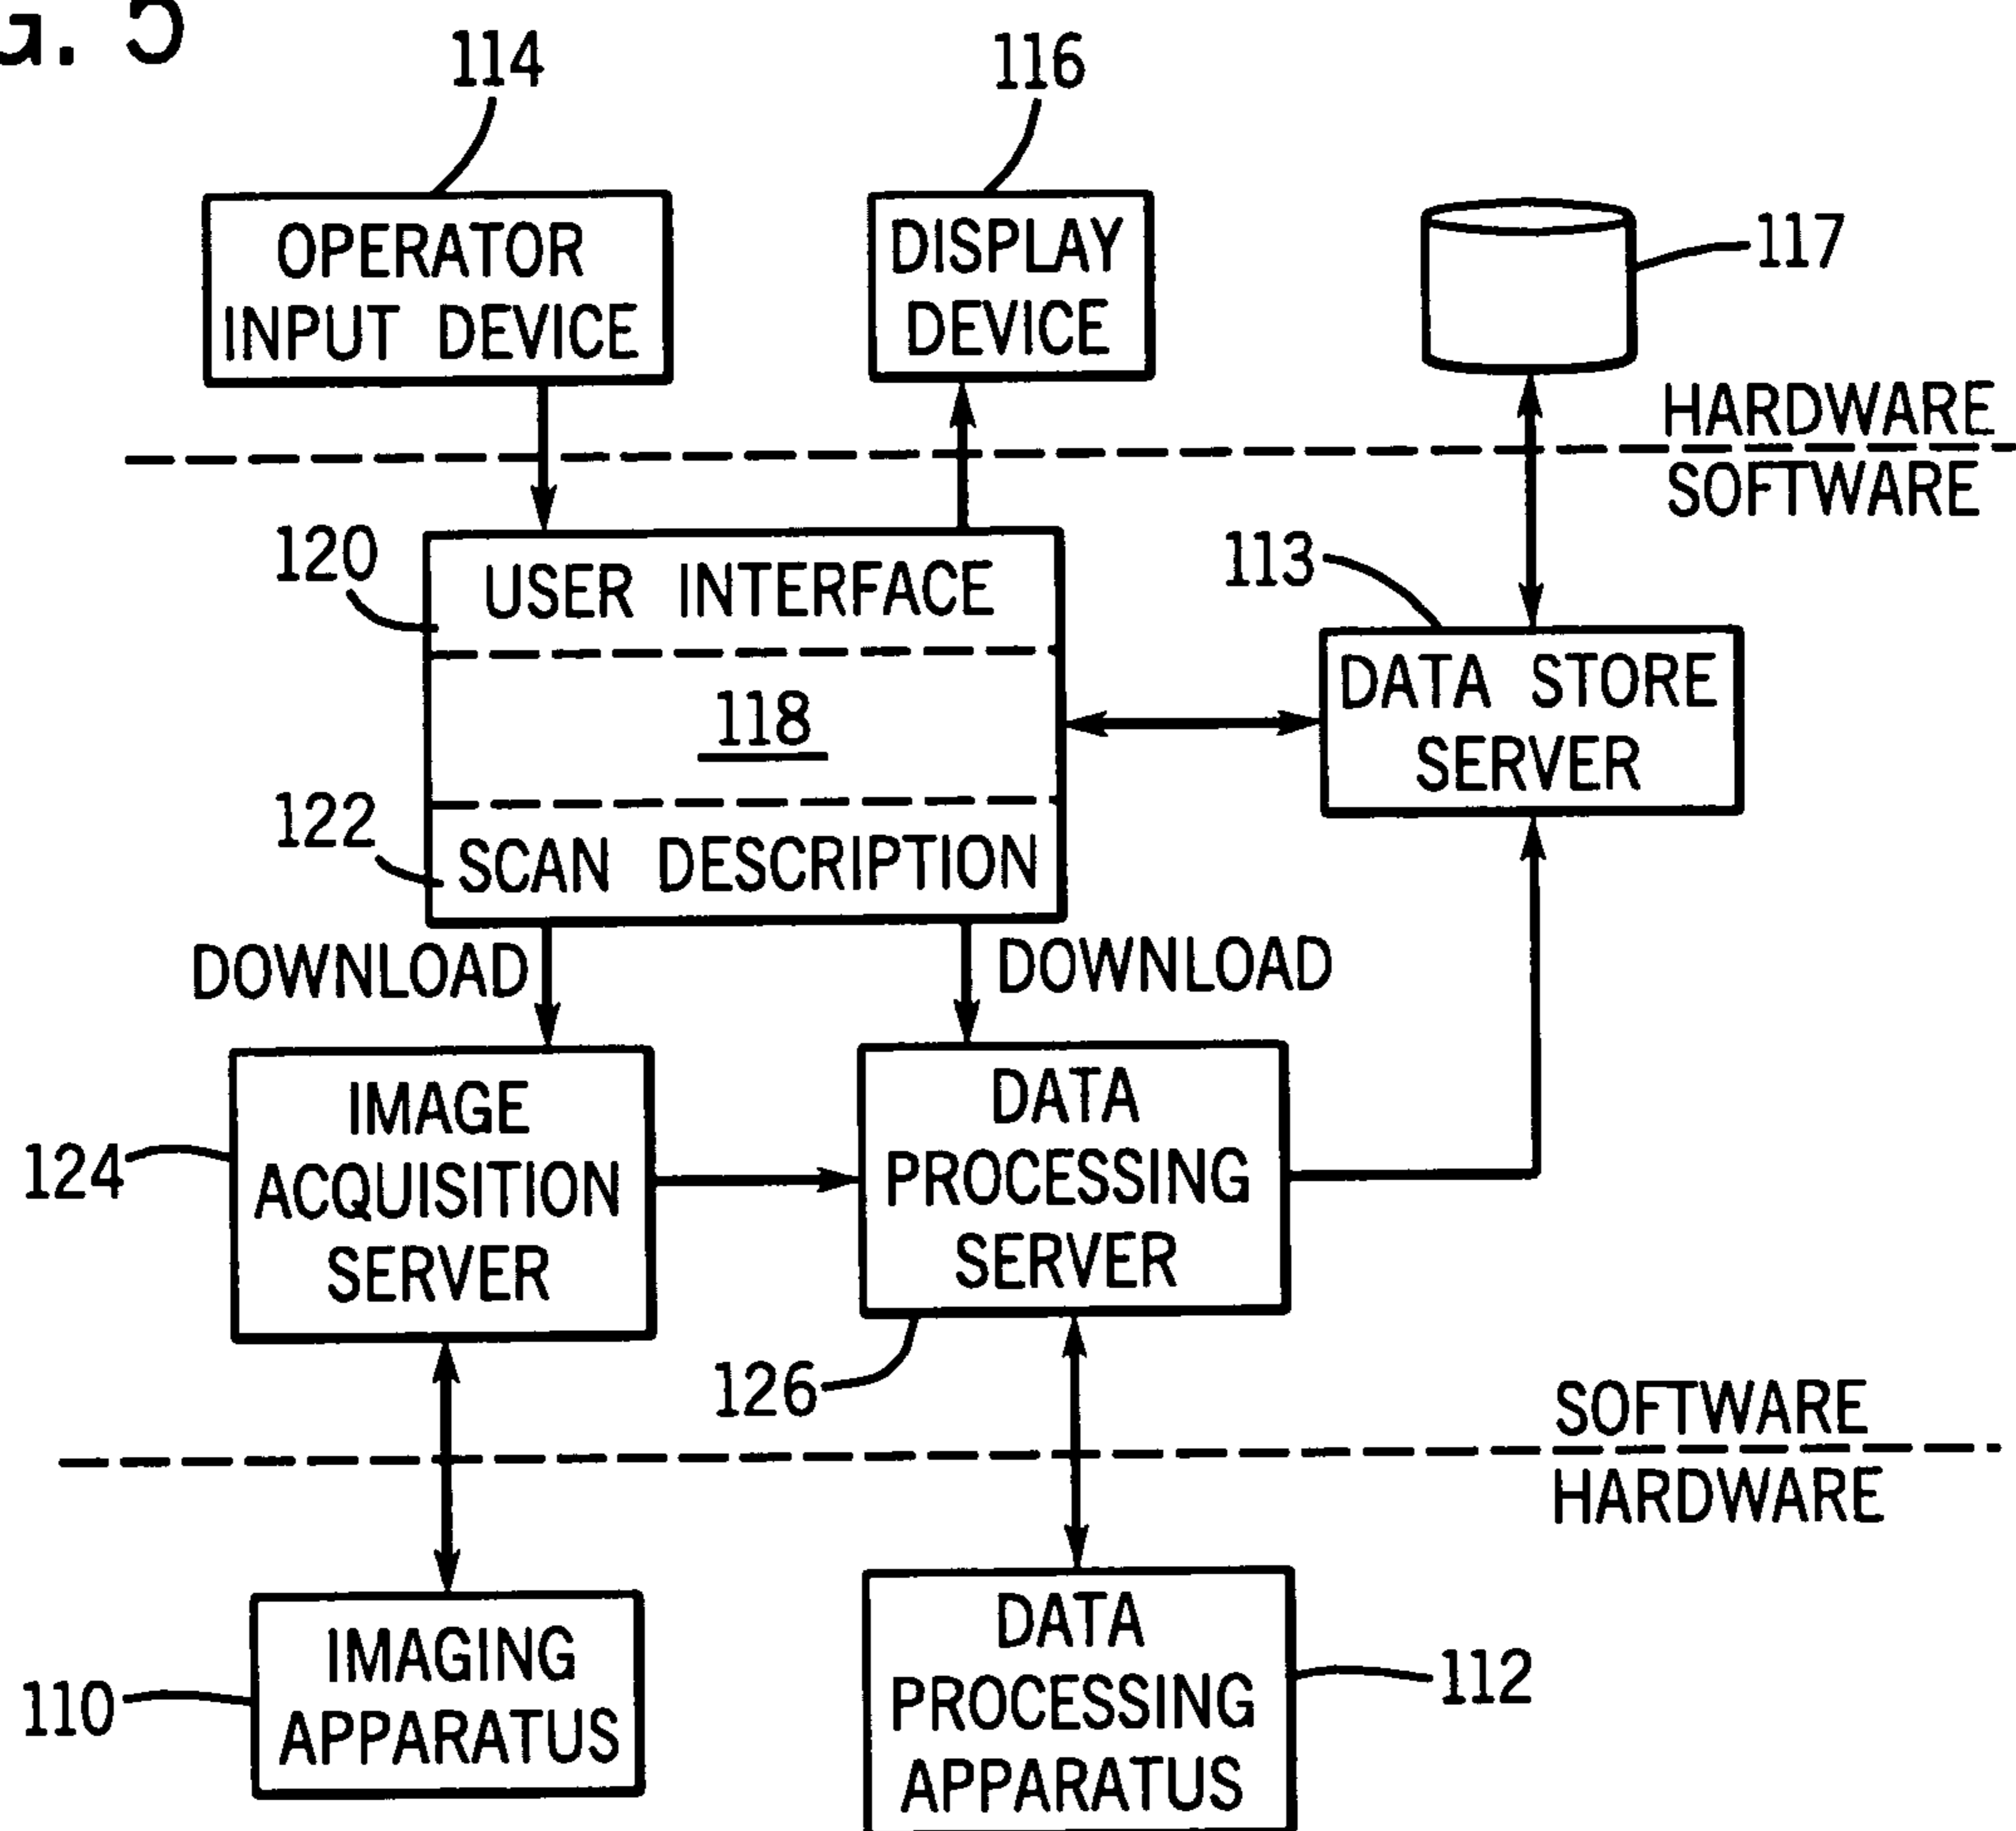 G. 5
114
116
OPERATOR
INPUT DEVICE
DISPLAY
DEVICE
117
HARDWARE
SOFTWARE
120
USER INTERFACE
113
118
DATA STORE
SERVER
122
SCAN DESCRIPTION
DOWNLOAD
DOWNLOAD
124
IMAGE
ACQUISITION
SERVER
DATA
PROCESSING
SERVER
126
SOFTWARE
HARDWARE
110
IMAGING
APPARATUS
DATA
PROCESSING
APPARATUS
112